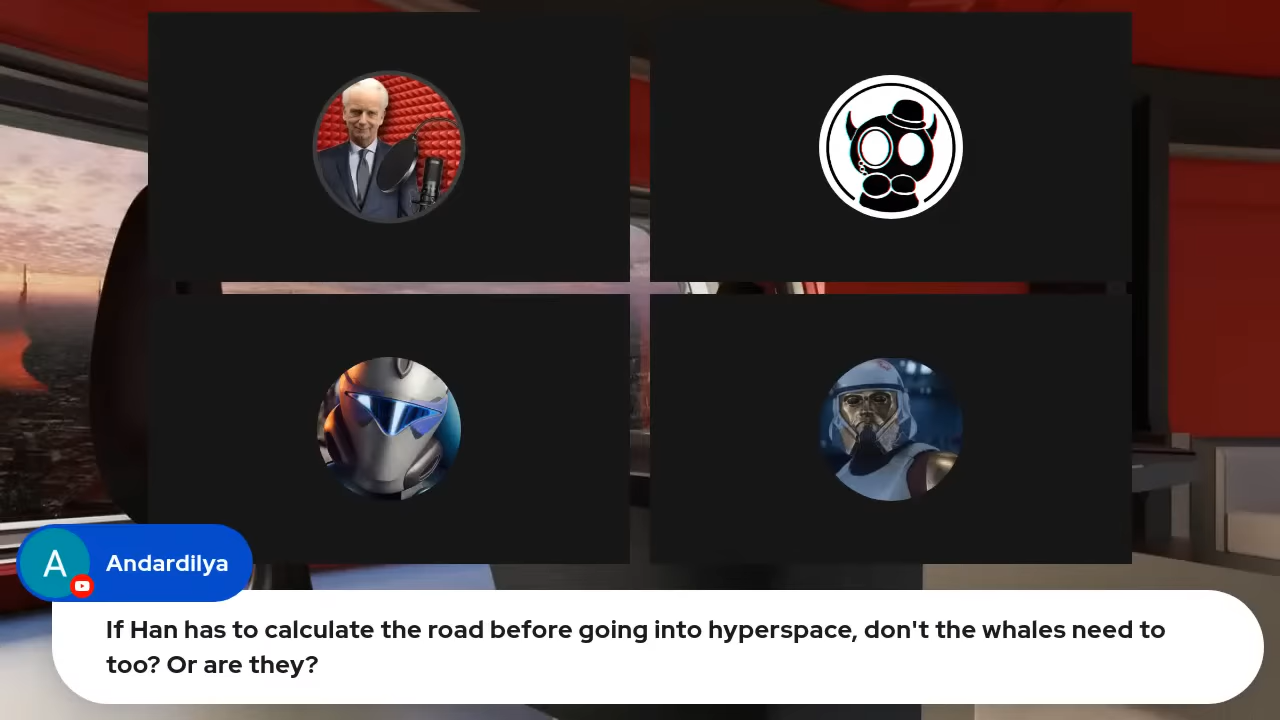 A
Andardilya
If Han has to calculate the road before going into hyperspace, don't the whales need to
too? Or are they?